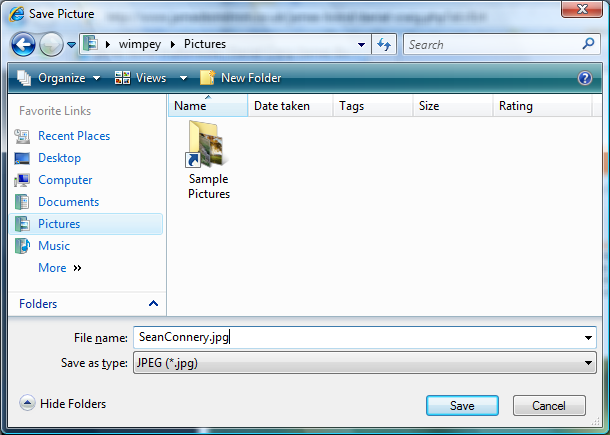 Save Picture
wimpey Pictures Search
Organize Views New Folder
Favorite Links
Recent Places
Desktop
Computer
Documents
Pictures
Music
More »
Folders
Name Date taken Tags Size Rating
Sample
Pictures
File name: SeanConnery.jpg
Save as type: JPEG (*.jpg)
Hide Folders Save Cancel